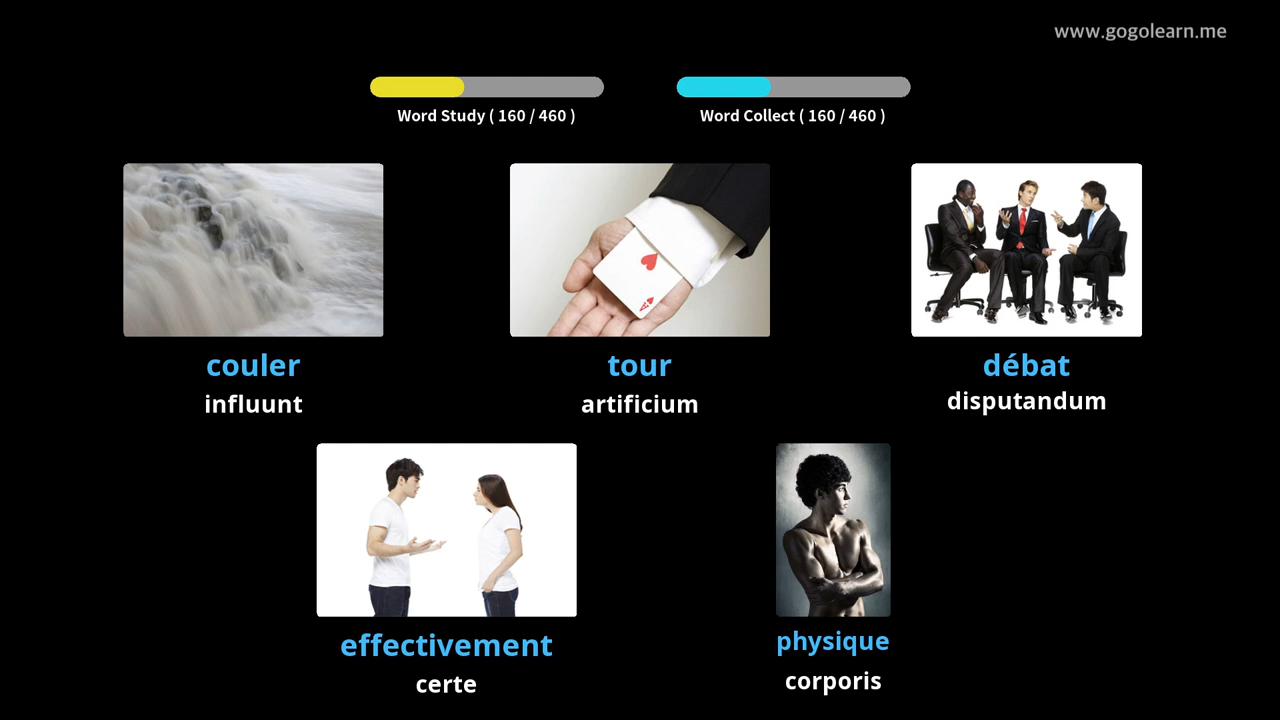 www.gogolearn.me
Word Study ( 160 / 460 )
Word Collect ( 160 / 460 )
couler
influunt
tour
artificium
débat
disputandum
effectivement
certe
physique
corporis